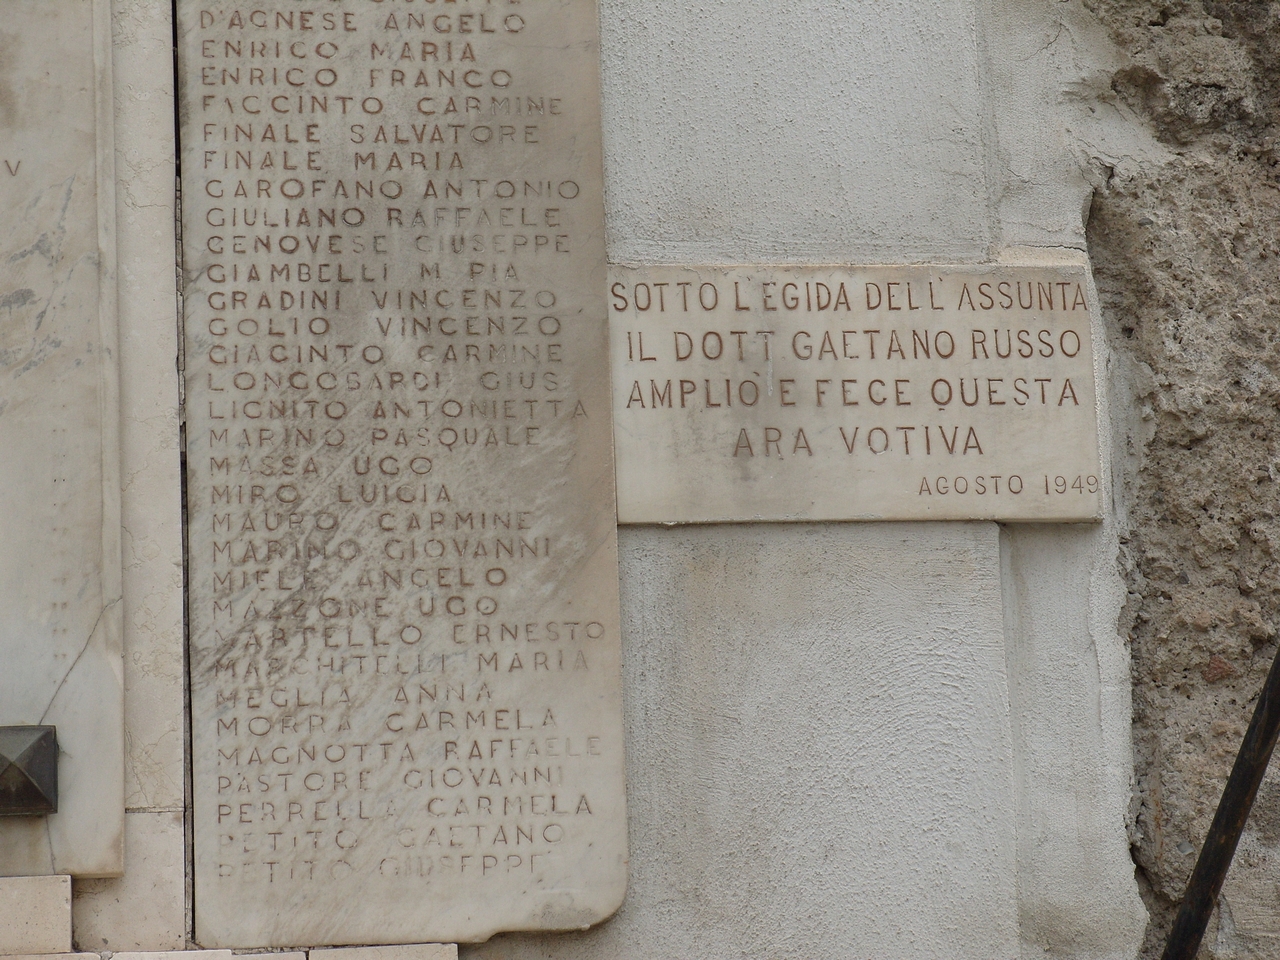 GIUSEPPE
D'AGNESE ANGELO
ENRICO MARIA
ENRICO FRANCO
FACCINTO CARMINE
FINALE SALVATORE
FINALE MARIA
GAROFANO ANTONIO
GIULIANO RAFFAELE
GENOVESE GIUSEPPE
GIAMBELLI M PIA
GRADINI VINCENZO
GOLIO VINCENZO
GIACINTO CARMINE
LONGOBARDI GIUS
LIGNITO ANTONIETTA
MARINO PASQUALE
MASSA UGO
MIRO LUIGIA
MAURO CARMINE
MARINO GIOVANNI
MIELE ANGELO
MAZZONE UGO
MARTELLO ERNESTO
MARCHITELLI MARIA
MEGLIA ANNA
MORRA CARMELA
MAGNOTTA RAFFAELE
PASTORE GIOVANNI
PERRELLA CARMELA
PETITO GAETANO
PETITO GIUSEPPE
V
SOTTO L'EGIDA DELL'ASSUNTA
IL DOTT GAETANO RUSSO
AMPLIÒ E FECE QUESTA
ARA VOTIVA
AGOSTO 1949